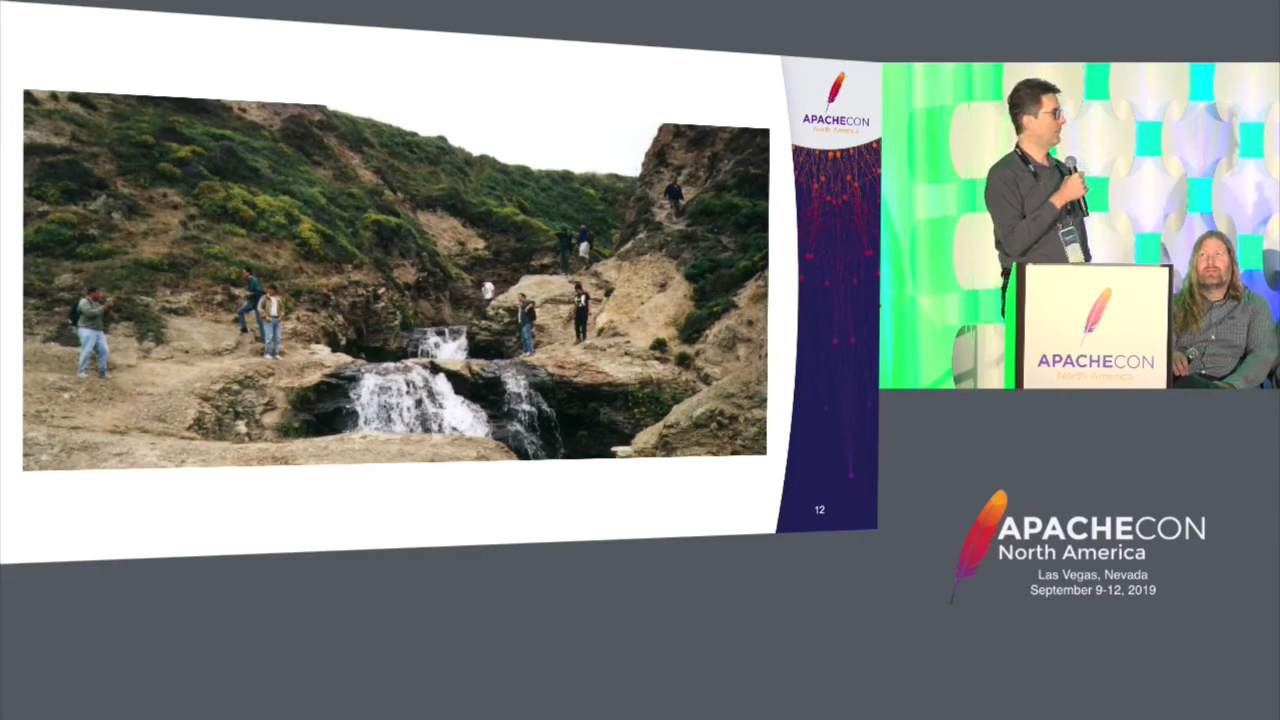 APACHECON
North America
12
APACHECON
North America
APACHECON
North America
Las Vegas, Nevada
September 9-12, 2019